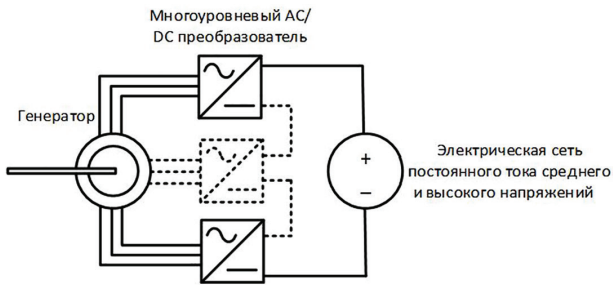 Многоуровневый AC/
DC преобразователь
Генератор
+
–
Электрическая сеть
постоянного тока среднего
и высокого напряжений